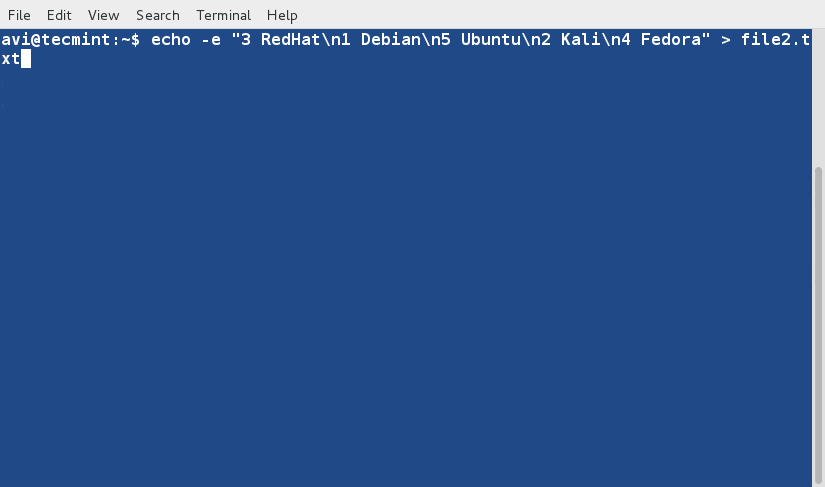 File Edit View Search Terminal Help
avi@tecmint:~$ echo -e "3 RedHat\n1 Debian\n5 Ubuntu\n2 Kali\n4 Fedora" > file2.t
xt